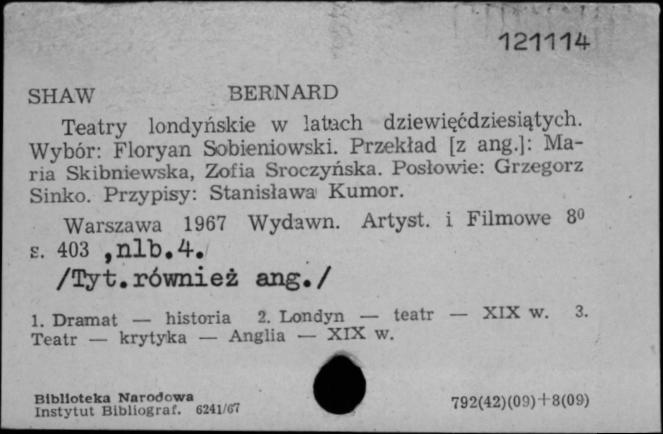 121114
SHAW BERNARD
Teatry londyńskie w latach dziewięćdziesiątych.
Wybór: Floryan Sobieniowski. Przekład [z ang.]: Ma-
ria Skibniewska, Zofia Sroczyńska. Posłowie: Grzegorz
Sinko. Przypisy: Stanisława Kumor.
Warszawa 1967 Wydawn. Artyst. i Filmowe 8⁰
s. 403 ,nlb.4.
/Tyt.również ang./
1. Dramat — historia 2. Londyn — teatr — XIX w. 3.
Teatr — krytyka — Anglia — XIX w.
Biblioteka Narodowa
Instytut Bibliograf. 6241/67
792(42)(09)+8(09)